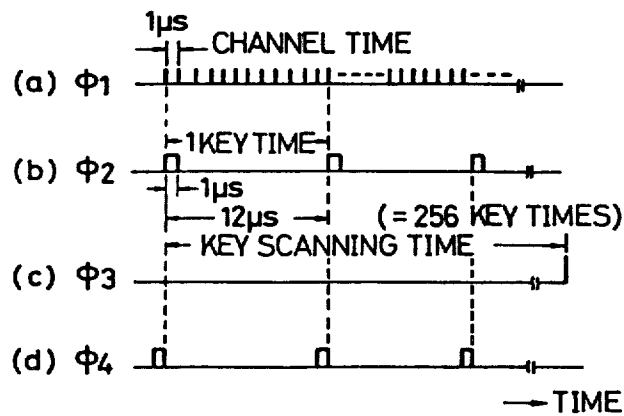 1μs
CHANNEL TIME
(a) Φ1
1KEY TIME
(b) Φ2
1μs
12μs
(= 256 KEY TIMES)
KEY SCANNING TIME
(c) Φ3
(d) Φ4
TIME